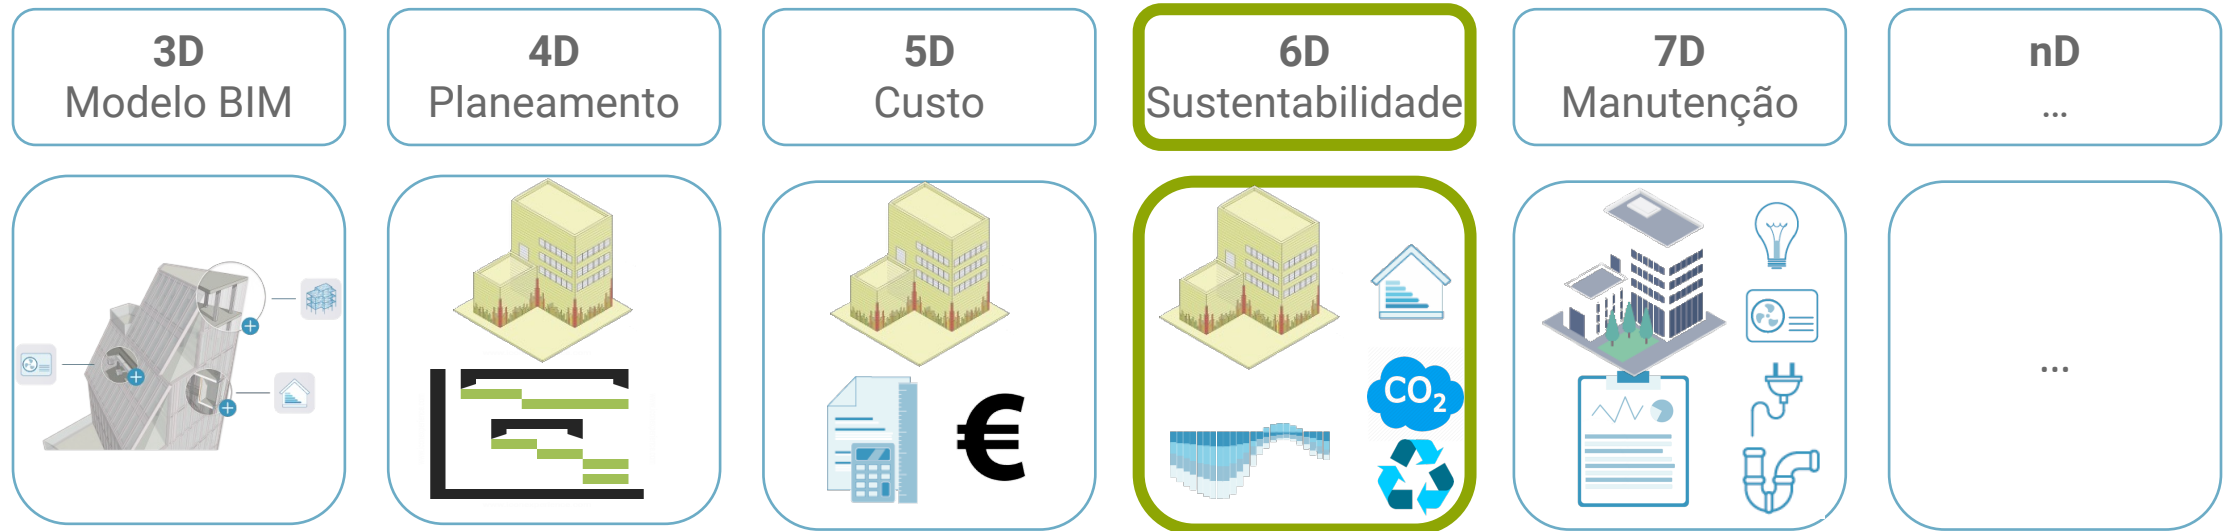 3D
Modelo BIM
4D
Planeamento
5D
Custo
6D
Sustentabilidade
7D
Manutenção
nD
...
€
CO₂
...